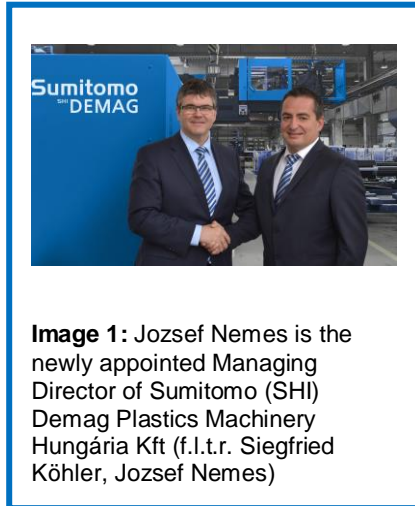 Sumitomo
SHI DEMAG
Image 1: Jozsef Nemes is the
newly appointed Managing
Director of Sumitomo (SHI)
Demag Plastics Machinery
Hungária Kft (f.l.t.r. Siegfried
Köhler, Jozsef Nemes)